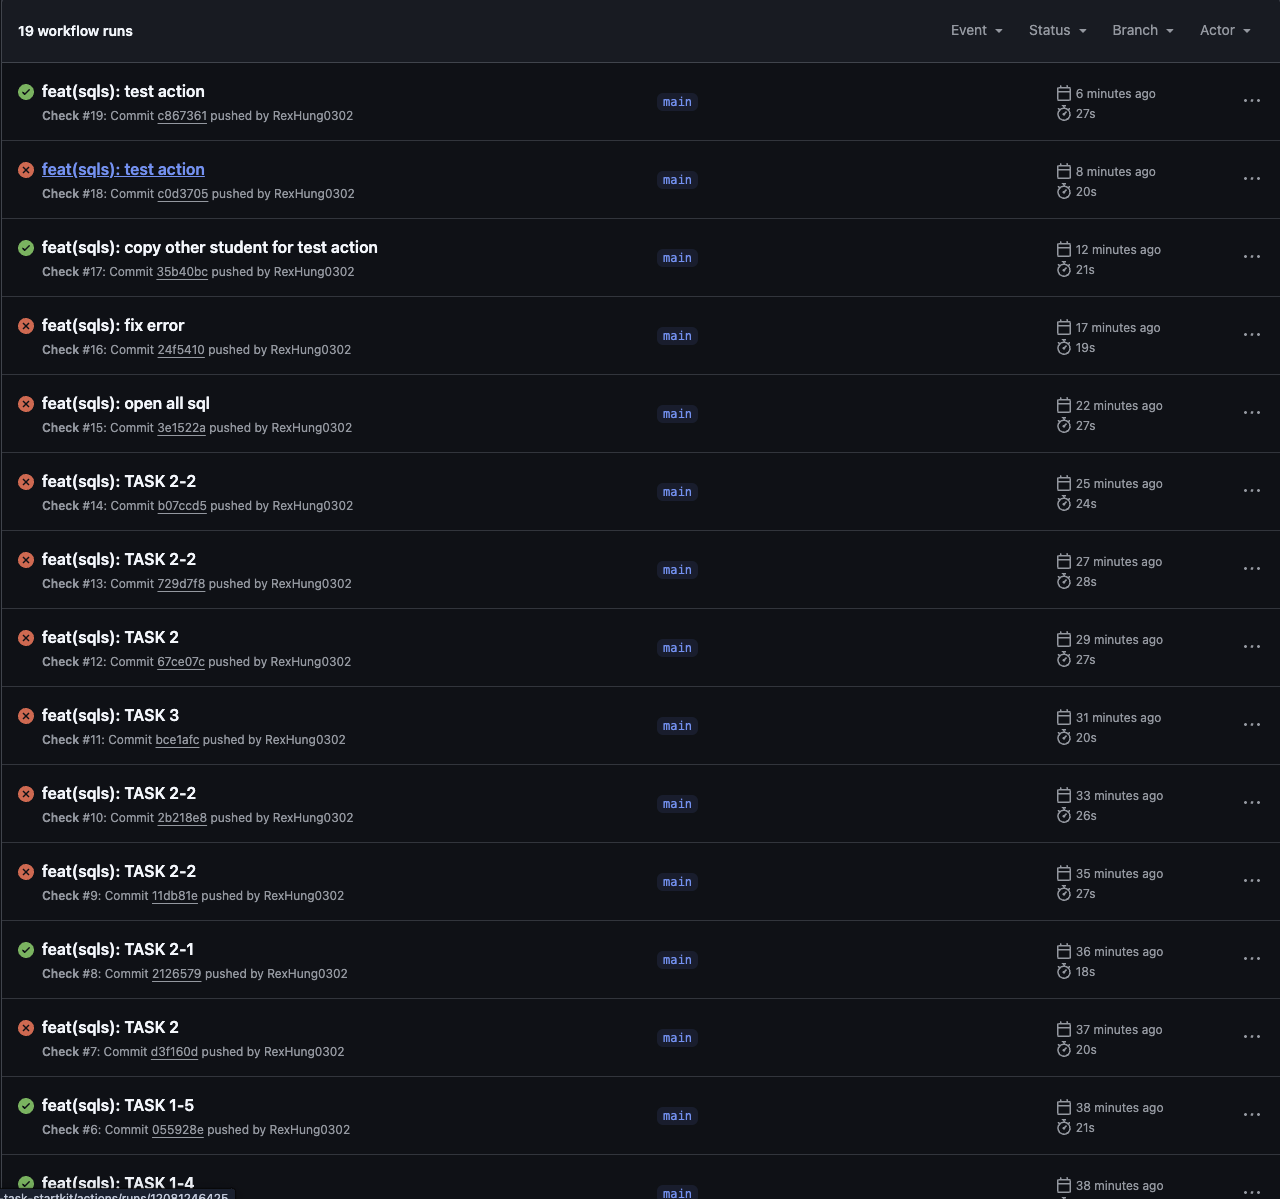 19 workflow runs
Event Status Branch Actor
feat(sqls): test action
Check #19: Commit c867361 pushed by RexHung0302
main
6 minutes ago
27s
feat(sqls): test action
Check #18: Commit c0d3705 pushed by RexHung0302
main
8 minutes ago
20s
feat(sqls): copy other student for test action
Check #17: Commit 35b40bc pushed by RexHung0302
main
12 minutes ago
21s
feat(sqls): fix error
Check #16: Commit 24f5410 pushed by RexHung0302
main
17 minutes ago
19s
feat(sqls): open all sql
Check #15: Commit 3e1522a pushed by RexHung0302
main
22 minutes ago
27s
feat(sqls): TASK 2-2
Check #14: Commit b07ccd5 pushed by RexHung0302
main
25 minutes ago
24s
feat(sqls): TASK 2-2
Check #13: Commit 729d7f8 pushed by RexHung0302
main
27 minutes ago
28s
feat(sqls): TASK 2
Check #12: Commit 67ce07c pushed by RexHung0302
main
29 minutes ago
27s
feat(sqls): TASK 3
Check #11: Commit bce1afc pushed by RexHung0302
main
31 minutes ago
20s
feat(sqls): TASK 2-2
Check #10: Commit 2b218e8 pushed by RexHung0302
main
33 minutes ago
26s
feat(sqls): TASK 2-2
Check #9: Commit 11db81e pushed by RexHung0302
main
35 minutes ago
27s
feat(sqls): TASK 2-1
Check #8: Commit 2126579 pushed by RexHung0302
main
36 minutes ago
18s
feat(sqls): TASK 2
Check #7: Commit d3f160d pushed by RexHung0302
main
37 minutes ago
20s
feat(sqls): TASK 1-5
Check #6: Commit 055928e pushed by RexHung0302
main
38 minutes ago
21s
feat(sqls): TASK 1-4
main
38 minutes ago
-task-startkit/actions/runs/12081246425